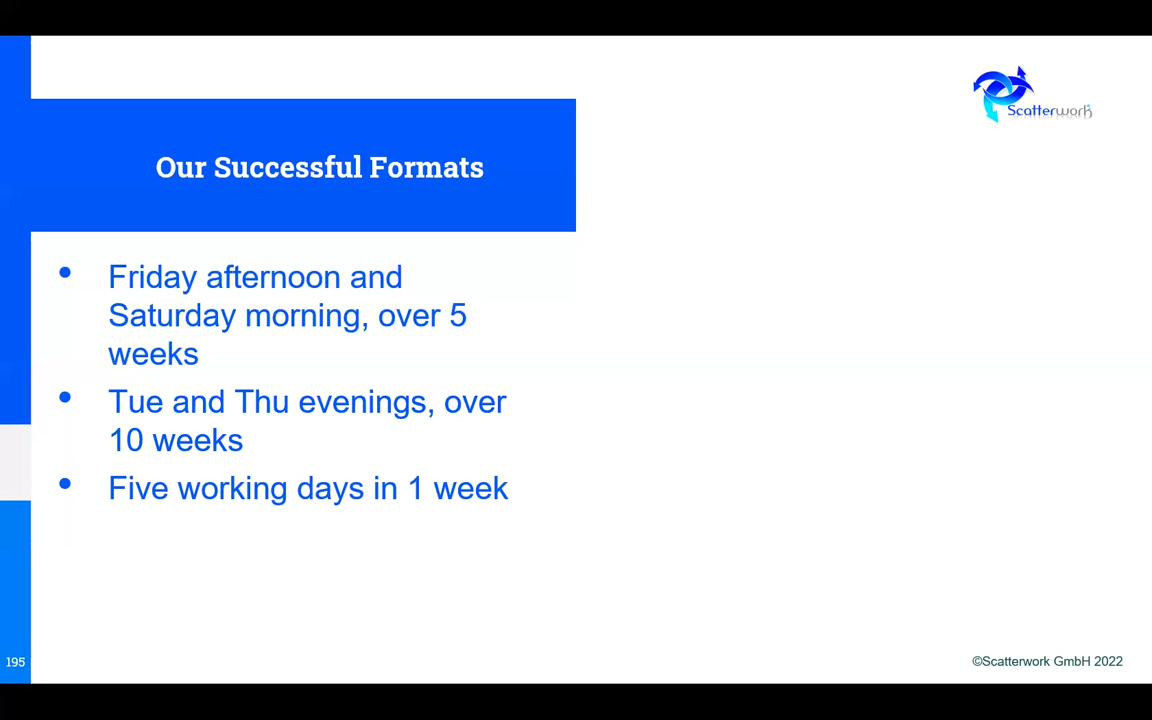 Scatterwork
Our Successful Formats
• Friday afternoon and
Saturday morning, over 5
weeks
• Tue and Thu evenings, over
10 weeks
• Five working days in 1 week
195
©Scatterwork GmbH 2022